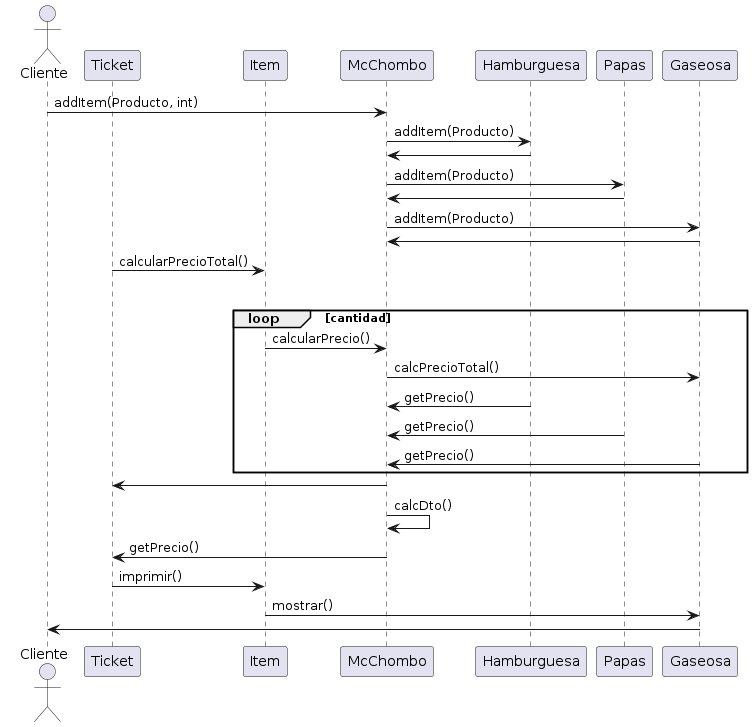 Cliente
Ticket
Item
McChombo
Hamburguesa
Papas
Gaseosa
addItem(Producto, int)
addItem(Producto)
addItem(Producto)
addItem(Producto)
calcularPrecioTotal()
loop [cantidad]
calcularPrecio()
calcPrecioTotal()
getPrecio()
getPrecio()
getPrecio()
calcDto()
getPrecio()
imprimir()
mostrar()
Cliente
Ticket
Item
McChombo
Hamburguesa
Papas
Gaseosa